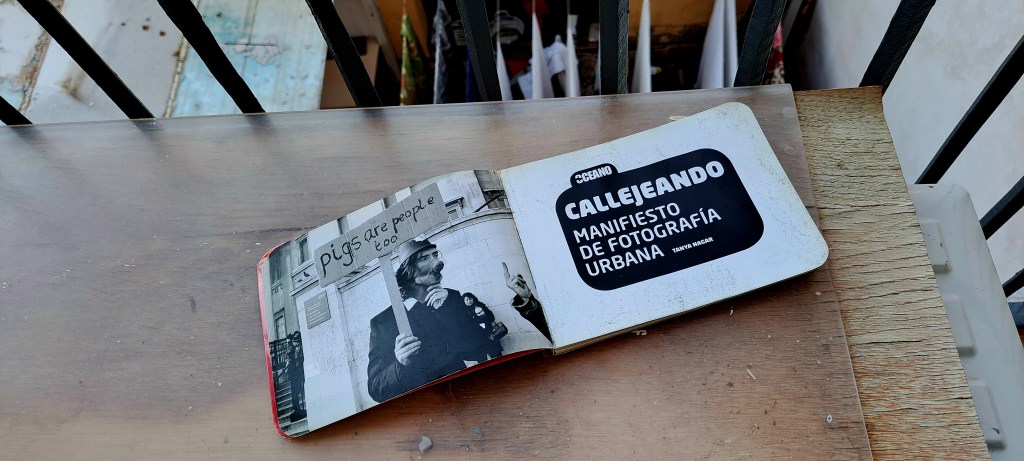 pigs are people
too
OCEANO
CALLEJEANDO
MANIFIESTO
DE FOTOGRAFÍA
URBANA TANYA NAGAR